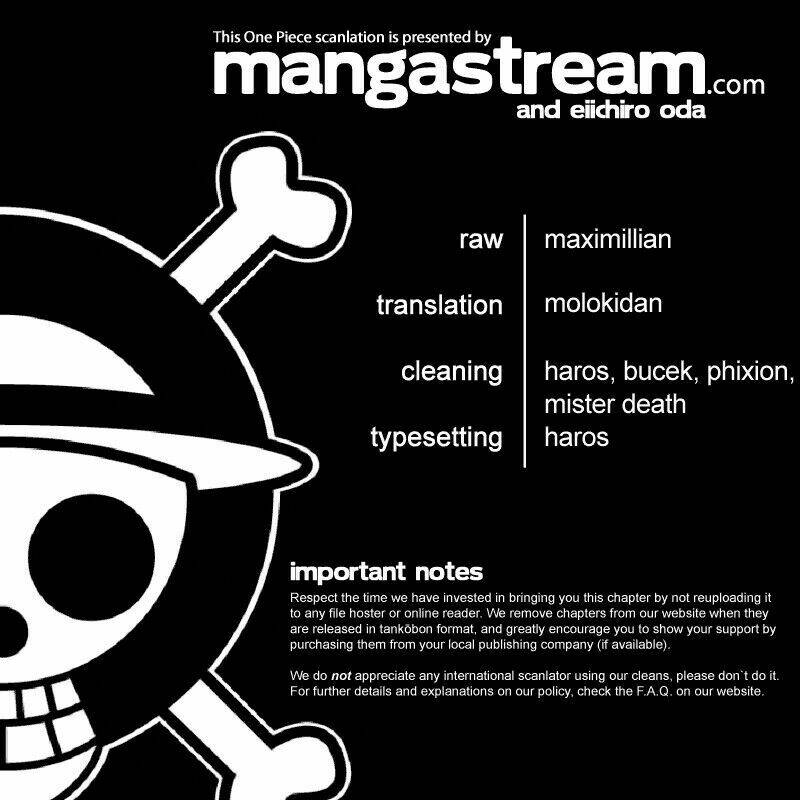 This One Piece scanlation is presented by
mangastream.com
and eiichiro oda
raw maximillian
translation molokidan
cleaning haros, bucek, phixion,
mister death
typesetting haros
important notes
Respect the time we have invested in bringing you this chapter by not reuploading it
to any file hoster or online reader. We remove chapters from our website when they
are released in tankōbon format, and greatly encourage you to show your support by
purchasing them from your local publishing company (if available).
We do not appreciate any international scanlator using our cleans, please don`t do it.
For further details and explanations on our policy, check the F.A.Q. on our website.